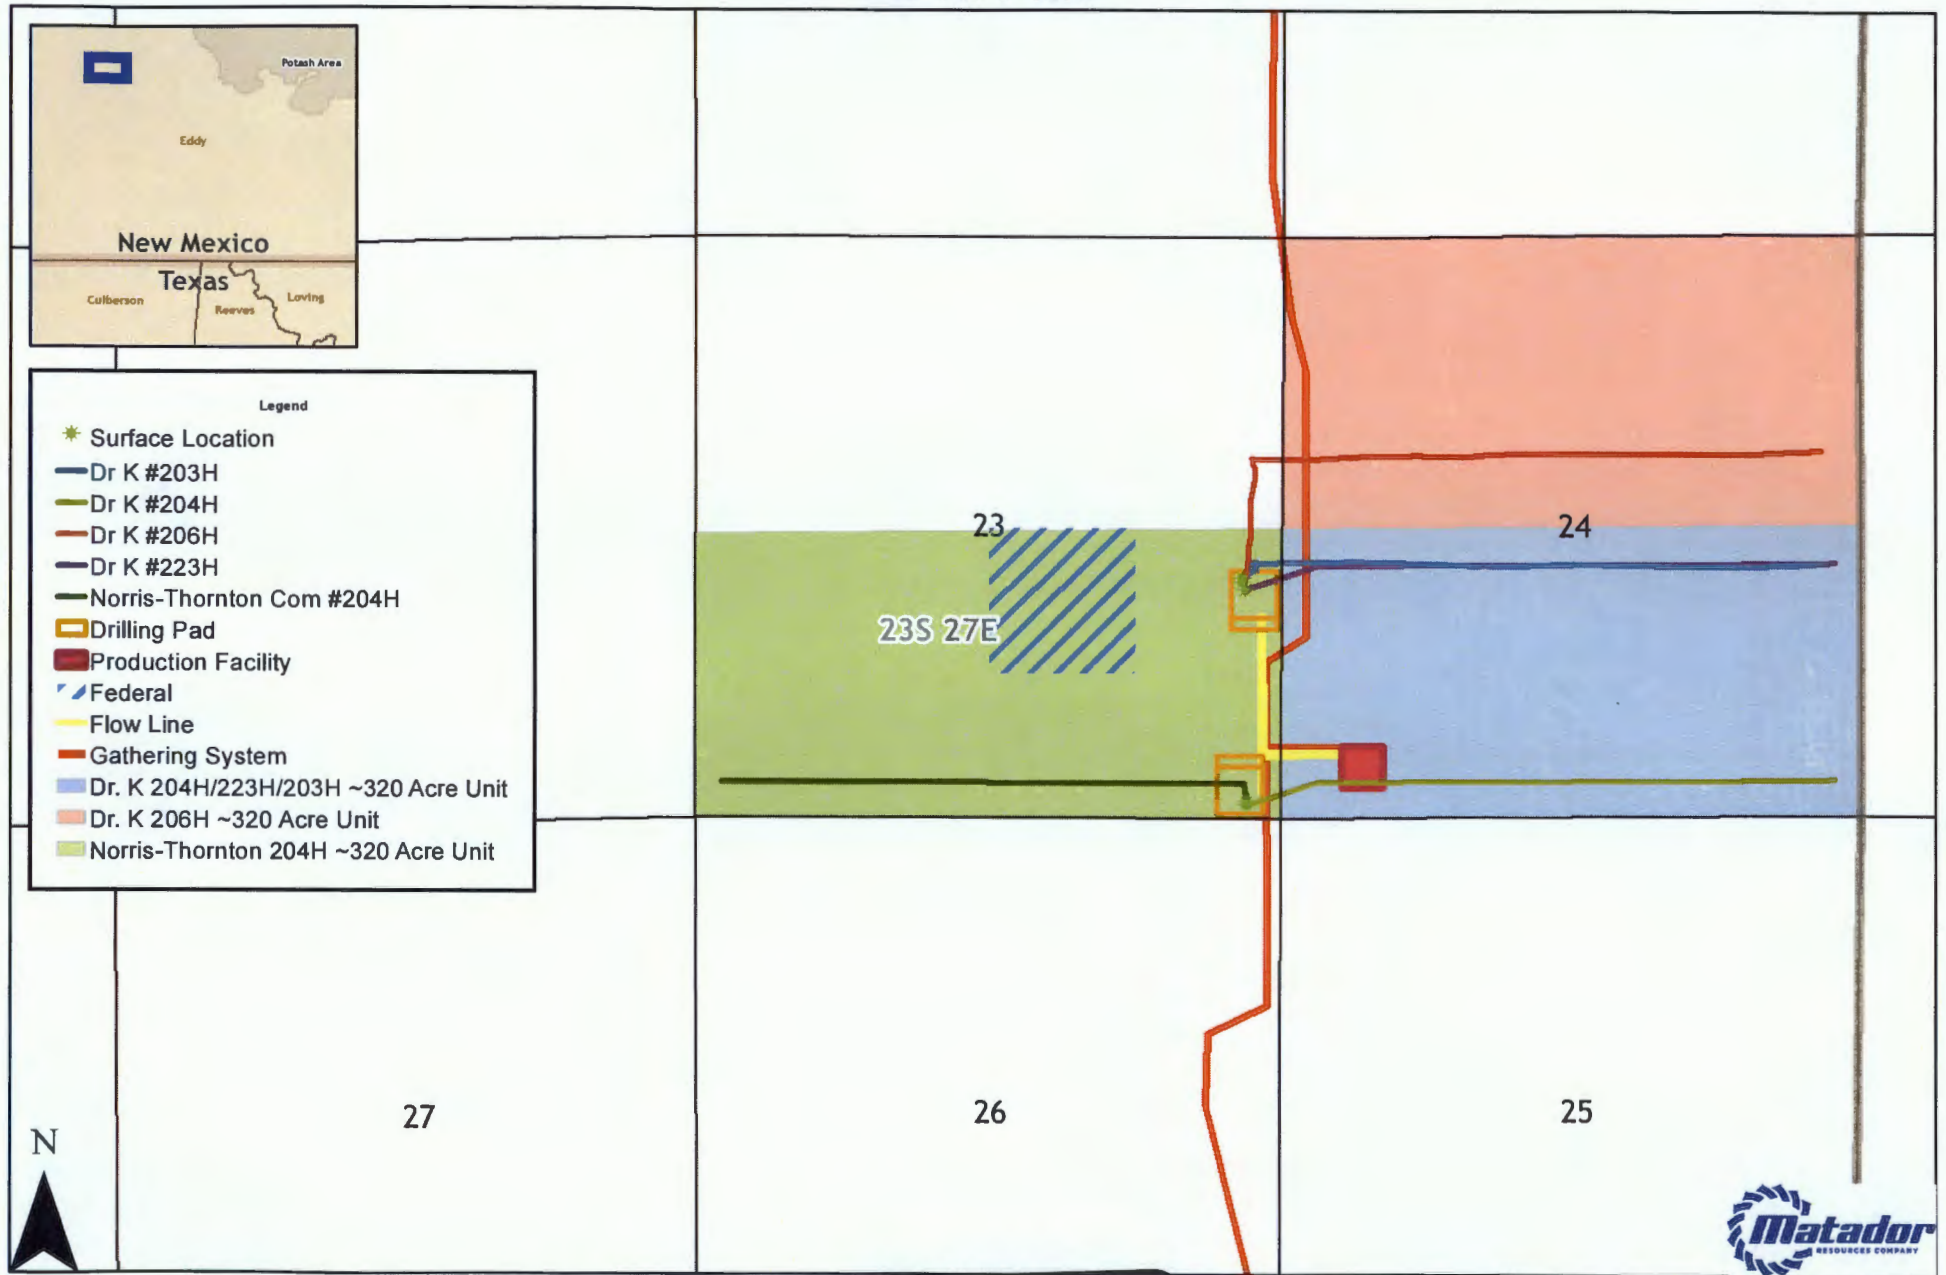 Potash Area
Eddy
New Mexico
Texas
Culberson
Reeves
Loving
Legend
Surface Location
Dr K #203H
Dr K #204H
Dr K #206H
Dr K #223H
Norris-Thornton Com #204H
Drilling Pad
Production Facility
Federal
Flow Line
Gathering System
Dr. K 204H/223H/203H ~320 Acre Unit
Dr. K 206H ~320 Acre Unit
Norris-Thornton 204H ~320 Acre Unit
23
24
23S 27E
27
26
25
N
Matador
RESOURCES COMPANY